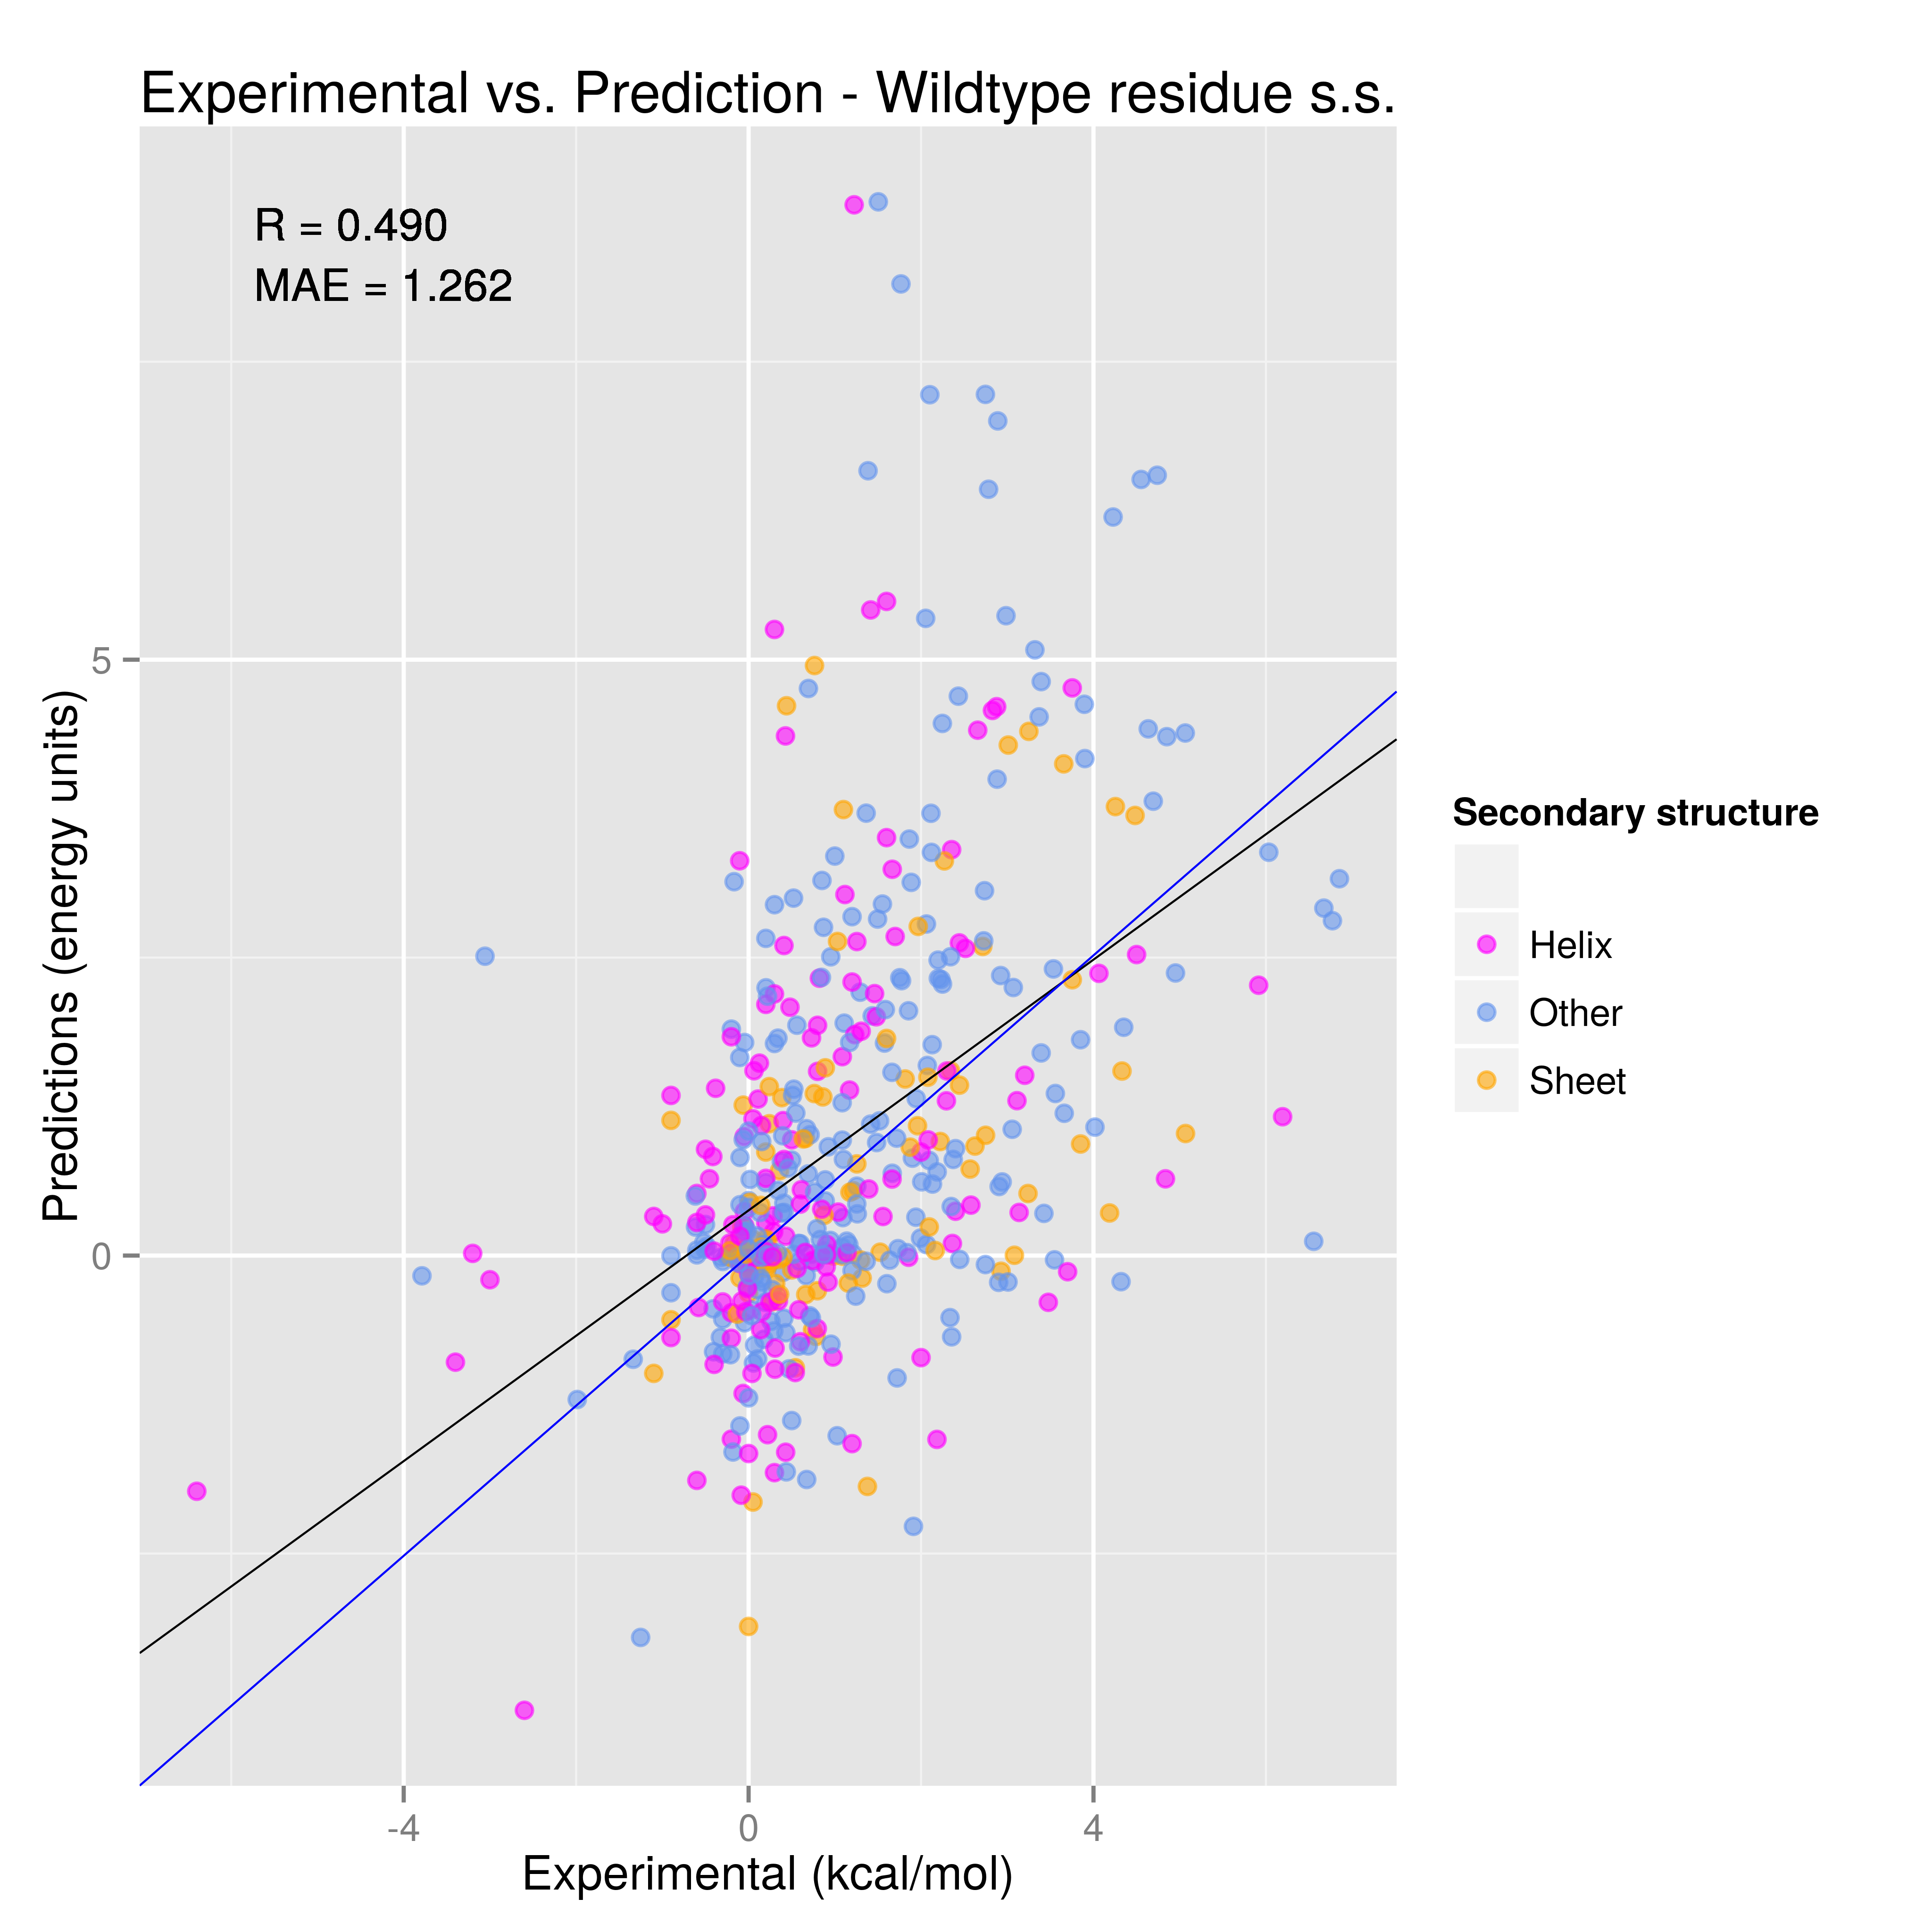 Experimental vs. Prediction - Wildtype residue s.s.
R = 0.490
MAE = 1.262
Predictions (energy units)
5
0
-4
0
4
Experimental (kcal/mol)
Secondary structure
Helix
Other
Sheet